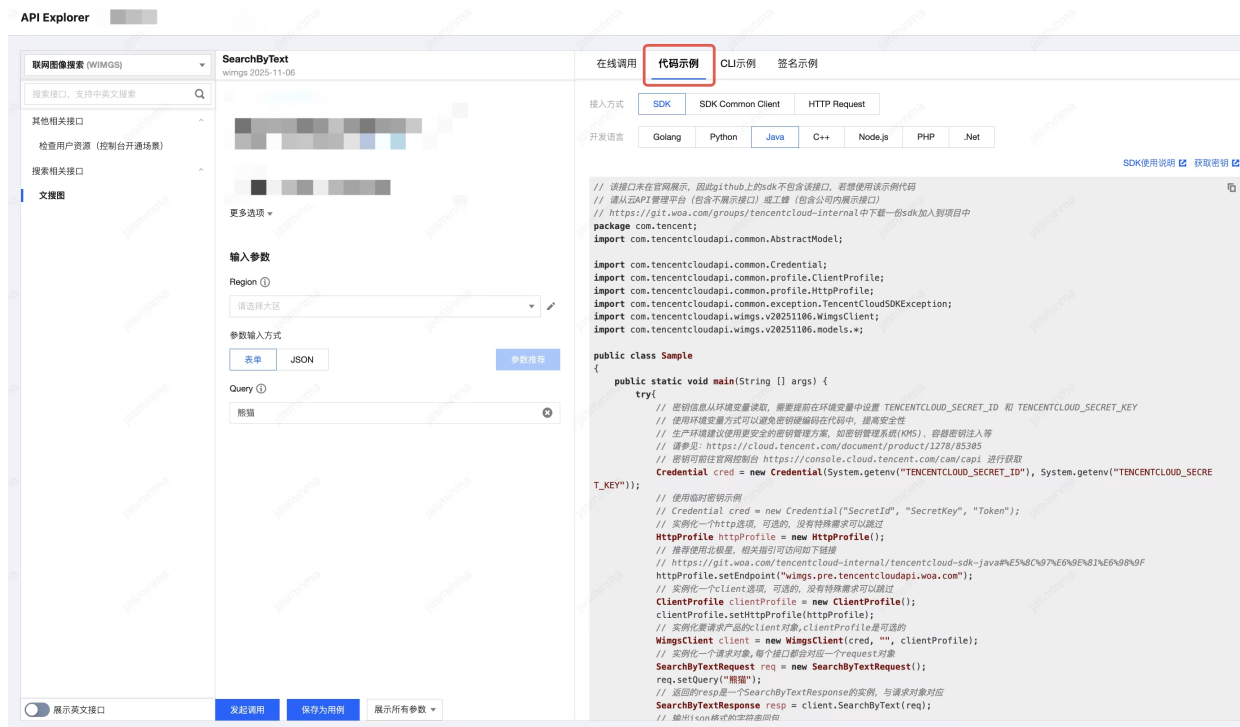 API Explorer
联网图像搜索 (WIMGS)
搜索接口，支持中英文搜索
其他相关接口
检查用户资源（控制台开通场景）
搜索相关接口
文搜图
展示英文接口
SearchByText
wimgs 2025-11-06
更多选项
输入参数
Region
请选择大区
参数输入方式
表单 JSON 参数推荐
Query
熊猫
发起调用 保存为用例 展示所有参数
在线调用 代码示例 CLI示例 签名示例
接入方式 SDK SDK Common Client HTTP Request
开发语言 Golang Python Java C++ Node.js PHP .Net
SDK使用说明 获取密钥
// 该接口未在官网展示，因此github上的sdk不包含该接口，若想使用该示例代码
// 请从云API管理平台（包含不展示接口）或工蜂（包含公司内展示接口）
// https://git.woa.com/groups/tencentcloud-internal中下载一份sdk加入到项目中
package com.tencent;
import com.tencentcloudapi.common.AbstractModel;
import com.tencentcloudapi.common.Credential;
import com.tencentcloudapi.common.profile.ClientProfile;
import com.tencentcloudapi.common.profile.HttpProfile;
import com.tencentcloudapi.common.exception.TencentCloudSDKException;
import com.tencentcloudapi.wimgs.v20251106.WimgsClient;
import com.tencentcloudapi.wimgs.v20251106.models.*;
public class Sample
{
public static void main(String [] args) {
try{
// 密钥信息从环境变量读取，需要提前在环境变量中设置 TENCENTCLOUD_SECRET_ID 和 TENCENTCLOUD_SECRET_KEY
// 使用环境变量方式可以避免密钥硬编码在代码中，提高安全性
// 生产环境建议使用更安全的密钥管理方案，如密钥管理系统(KMS)、容器密钥注入等
// 请参见：https://cloud.tencent.com/document/product/1278/85305
// 密钥可前往官网控制台 https://console.cloud.tencent.com/cam/capi 进行获取
Credential cred = new Credential(System.getenv("TENCENTCLOUD_SECRET_ID"), System.getenv("TENCENTCLOUD_SECRE
T_KEY"));
// 使用临时密钥示例
// Credential cred = new Credential("SecretId", "SecretKey", "Token");
// 实例化一个http选项，可选的，没有特殊需求可以跳过
HttpProfile httpProfile = new HttpProfile();
// 推荐使用北极星，相关指引可访问如下链接
// https://git.woa.com/tencentcloud-internal/tencentcloud-sdk-java#%E5%8C%97%E6%9E%81%E6%98%9F
httpProfile.setEndpoint("wimgs.pre.tencentcloudapi.woa.com");
// 实例化一个client选项，可选的，没有特殊需求可以跳过
ClientProfile clientProfile = new ClientProfile();
clientProfile.setHttpProfile(httpProfile);
// 实例化要请求产品的client对象,clientProfile是可选的
WimgsClient client = new WimgsClient(cred, "", clientProfile);
// 实例化一个请求对象,每个接口都会对应一个request对象
SearchByTextRequest req = new SearchByTextRequest();
req.setQuery("熊猫");
// 返回的resp是一个SearchByTextResponse的实例，与请求对象对应
SearchByTextResponse resp = client.SearchByText(req);
// 输出json格式的字符串回包